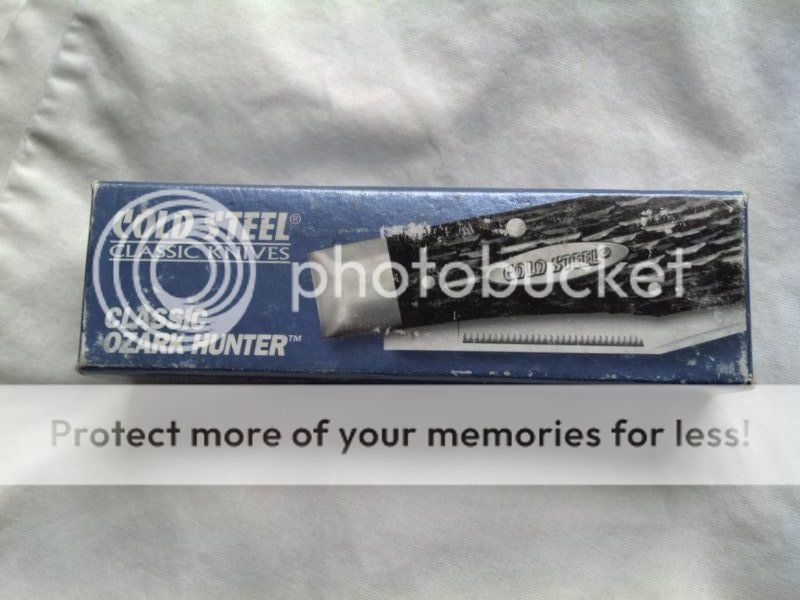 COLD STEEL®
CLASSIC KNIVES
COLD STEEL®
photobucket
CLASSIC
OZARK HUNTER™
Protect more of your memories for less!